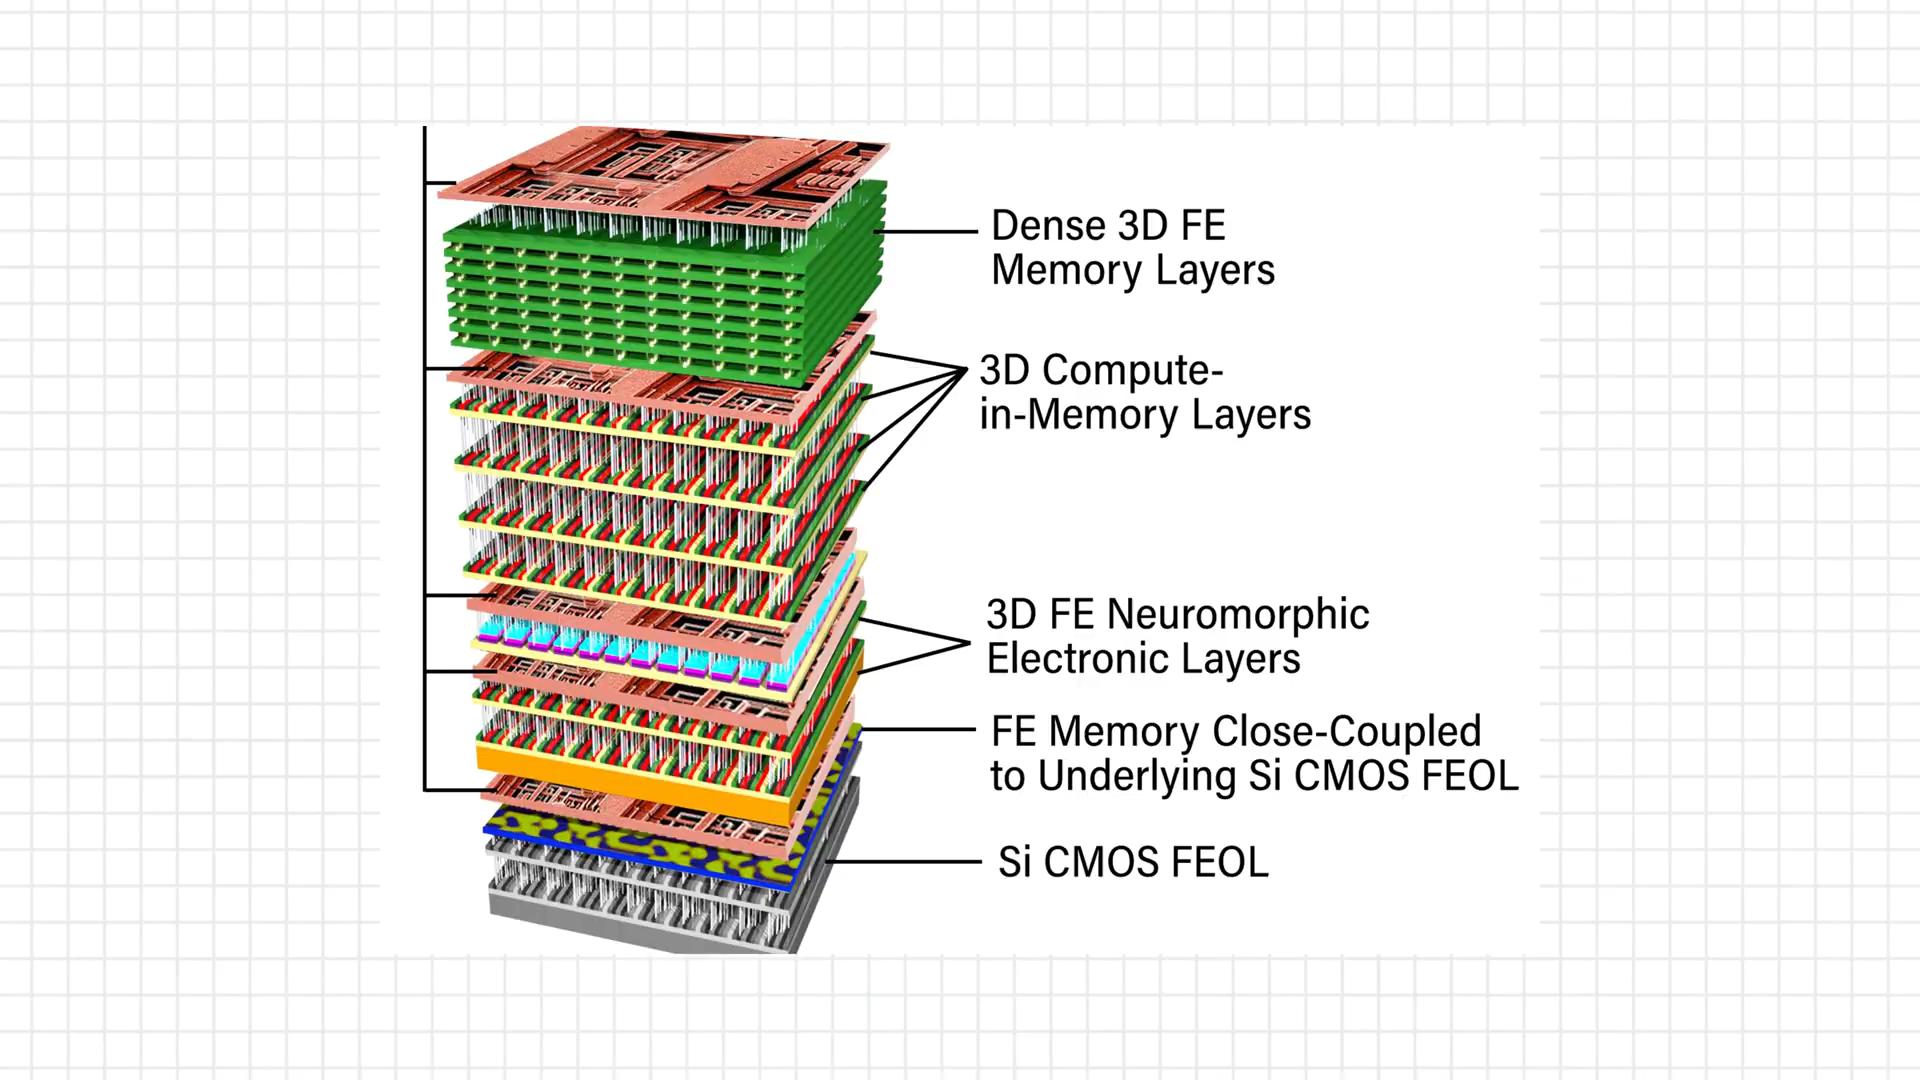 Dense 3D FE
Memory Layers
3D Compute-
in-Memory Layers
3D FE Neuromorphic
Electronic Layers
FE Memory Close-Coupled
to Underlying Si CMOS FEOL
Si CMOS FEOL